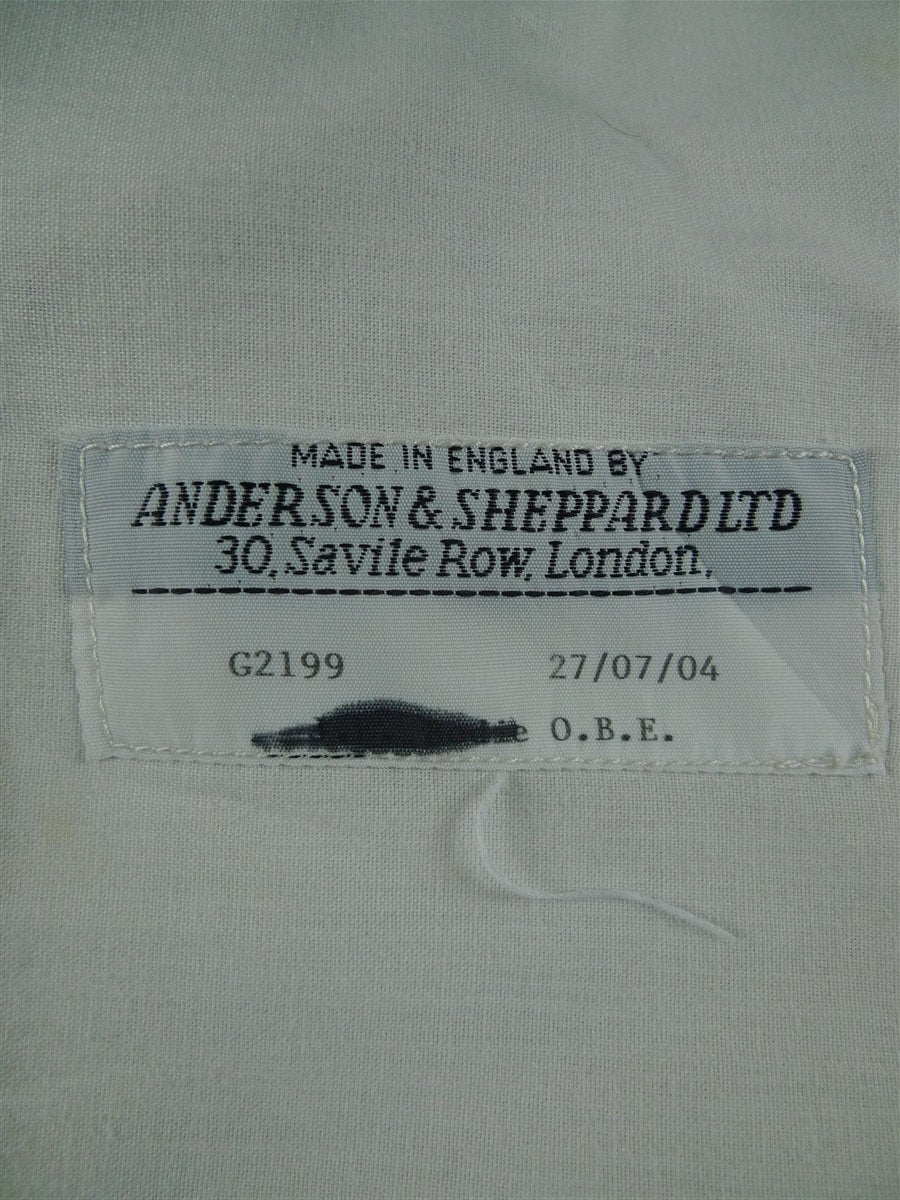 MADE IN ENGLAND BY
ANDERSON & SHEPPARD LTD
30, Savile Row, London,
G2199 27/07/04
O.B.E.